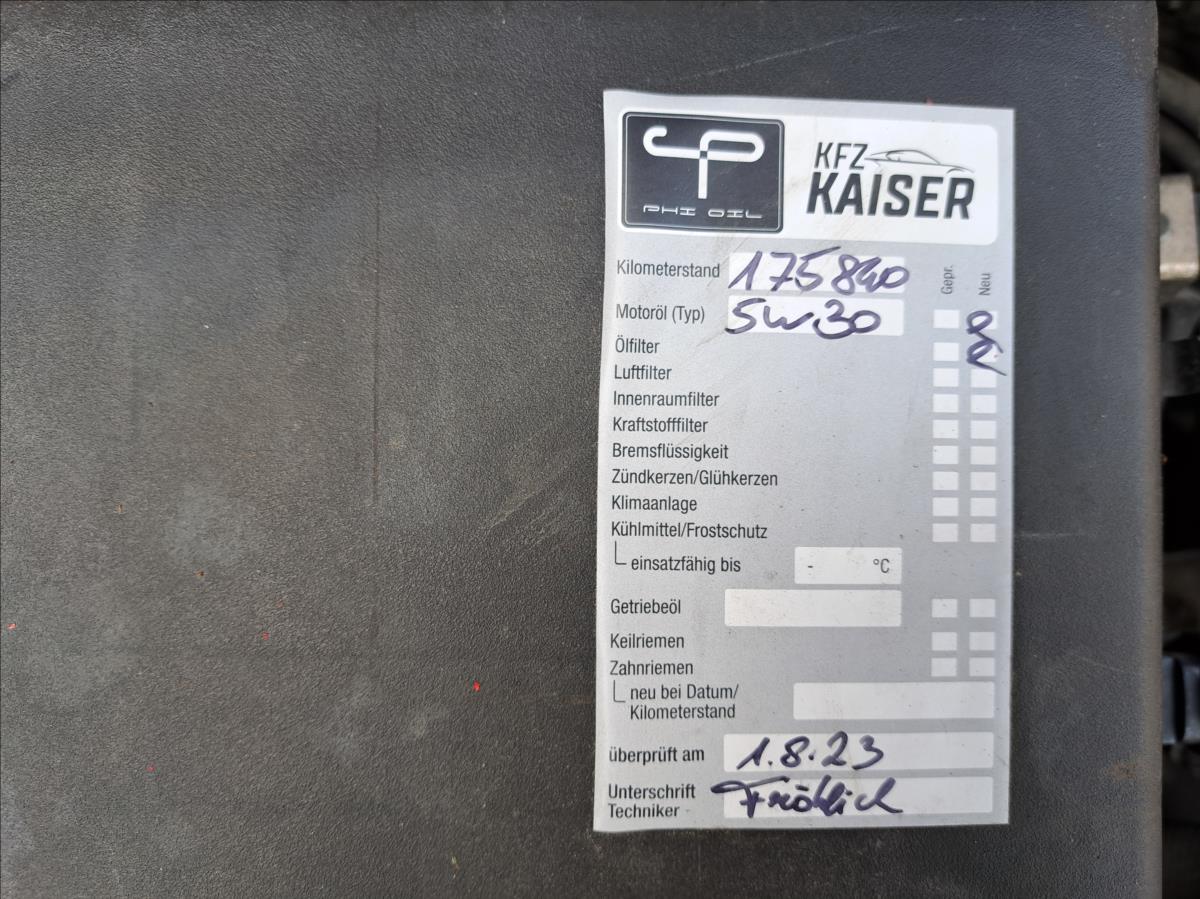 PHI OIL
KFZ
KAISER
Gepr. Neu
Kilometerstand 175840
Motoröl (Typ) 5W30
Ölfilter
Luftfilter
Innenraumfilter
Kraftstofffilter
Bremsflüssigkeit
Zündkerzen/Glühkerzen
Klimaanlage
Kühlmittel/Frostschutz
einsatzfähig bis - °C
Getriebeöl
Keilriemen
Zahnriemen
neu bei Datum/
Kilometerstand
überprüft am 1.8.23
Unterschrift Fröhlich
Techniker